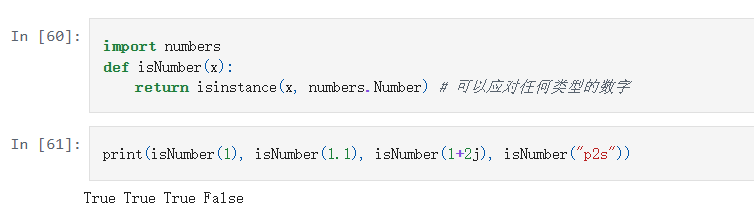 In [60]:
import numbers
def isNumber(x):
    return isinstance(x, numbers.Number) # 可以应对任何类型的数字
In [61]:
print(isNumber(1), isNumber(1.1), isNumber(1+2j), isNumber("p2s"))
True True True False